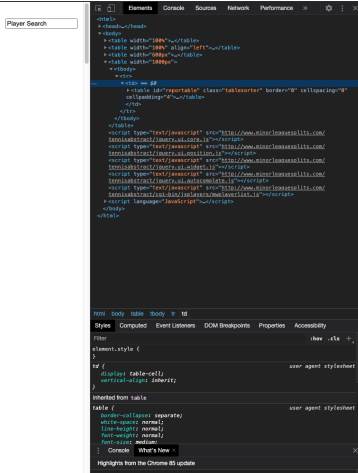 Player Search
Elements Console Sources Network Performance »
<html>
▸<head>…</head>
▾<body>
▸<table width="100%">…</table>
▸<table width="100%" align="left">…</table>
▸<table width="600px">…</table>
▾<table width="1000px">
▾<tbody>
▾<tr>
… ▾<td> == $0
▸<table id="reportable" class="tablesorter" border="0" cellspacing="0"
cellpadding="4">…</table>
</td>
</tr>
</tbody>
</table>
<script type="text/javascript" src="http://www.minorleaguesplits.com/
tennisabstract/jquery.ui.core.js"></script>
<script type="text/javascript" src="http://www.minorleaguesplits.com/
tennisabstract/jquery.ui.position.js"></script>
<script type="text/javascript" src="http://www.minorleaguesplits.com/
tennisabstract/jquery.ui.widget.js"></script>
<script type="text/javascript" src="http://www.minorleaguesplits.com/
tennisabstract/jquery.ui.autocomplete.js"></script>
<script type="text/javascript" src="http://www.minorleaguesplits.com/
tennisabstract/cgi-bin/jsplayers/mwplayerlist.js"></script>
▸<script language="JavaScript">…</script>
</body>
</html>
html body table tbody tr td
Styles Computed Event Listeners DOM Breakpoints Properties Accessibility
Filter :hov .cls +
element.style {
}
td { user agent stylesheet
display: table-cell;
vertical-align: inherit;
}
Inherited from table
table { user agent stylesheet
border-collapse: separate;
white-space: normal;
line-height: normal;
font-weight: normal;
font-size: medium;
Console What's New ×
Highlights from the Chrome 85 update